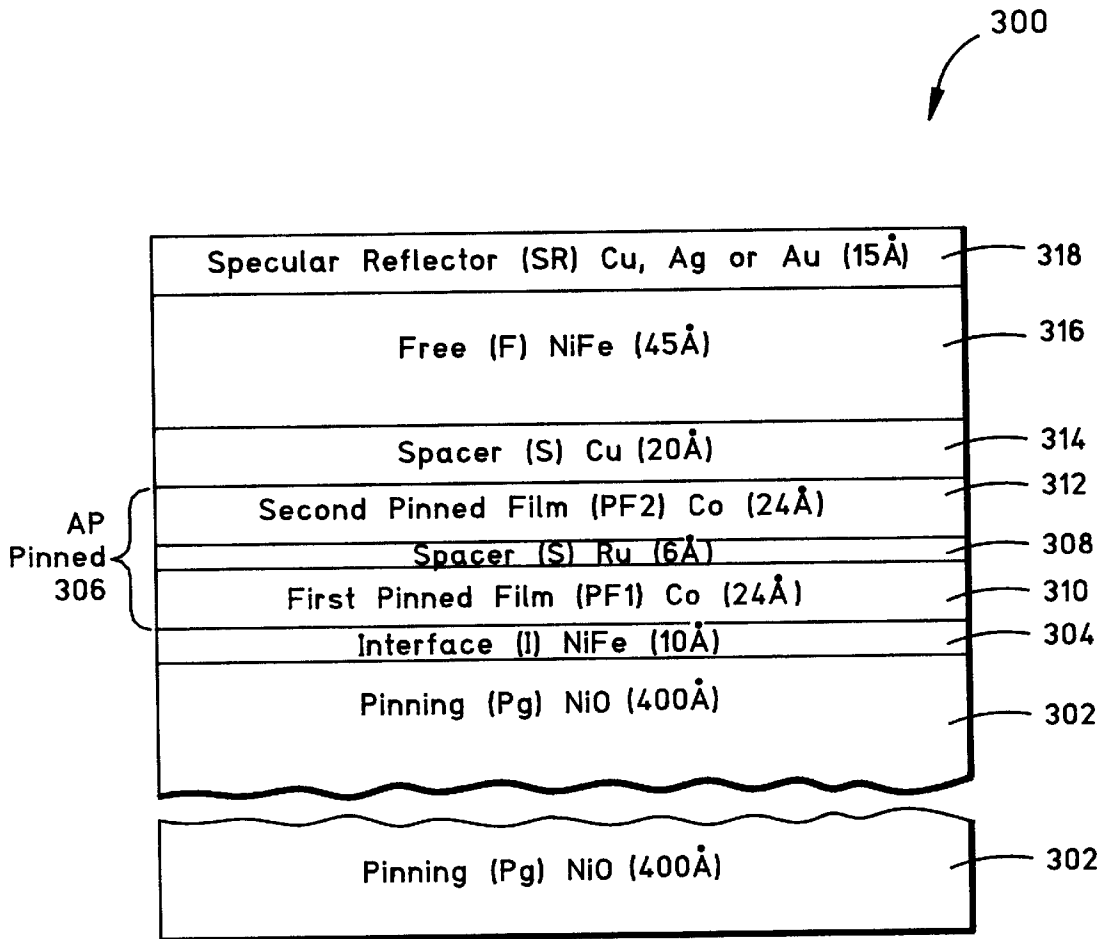 300
Specular Reflector (SR) Cu, Ag or Au (15Å)
318
Free (F) NiFe (45Å)
316
Spacer (S) Cu (20Å)
314
Second Pinned Film (PF2) Co (24Å)
312
AP
Pinned
306
Spacer (S) Ru (6Å)
308
First Pinned Film (PF1) Co (24Å)
310
Interface (I) NiFe (10Å)
304
Pinning (Pg) NiO (400Å)
302
Pinning (Pg) NiO (400Å)
302